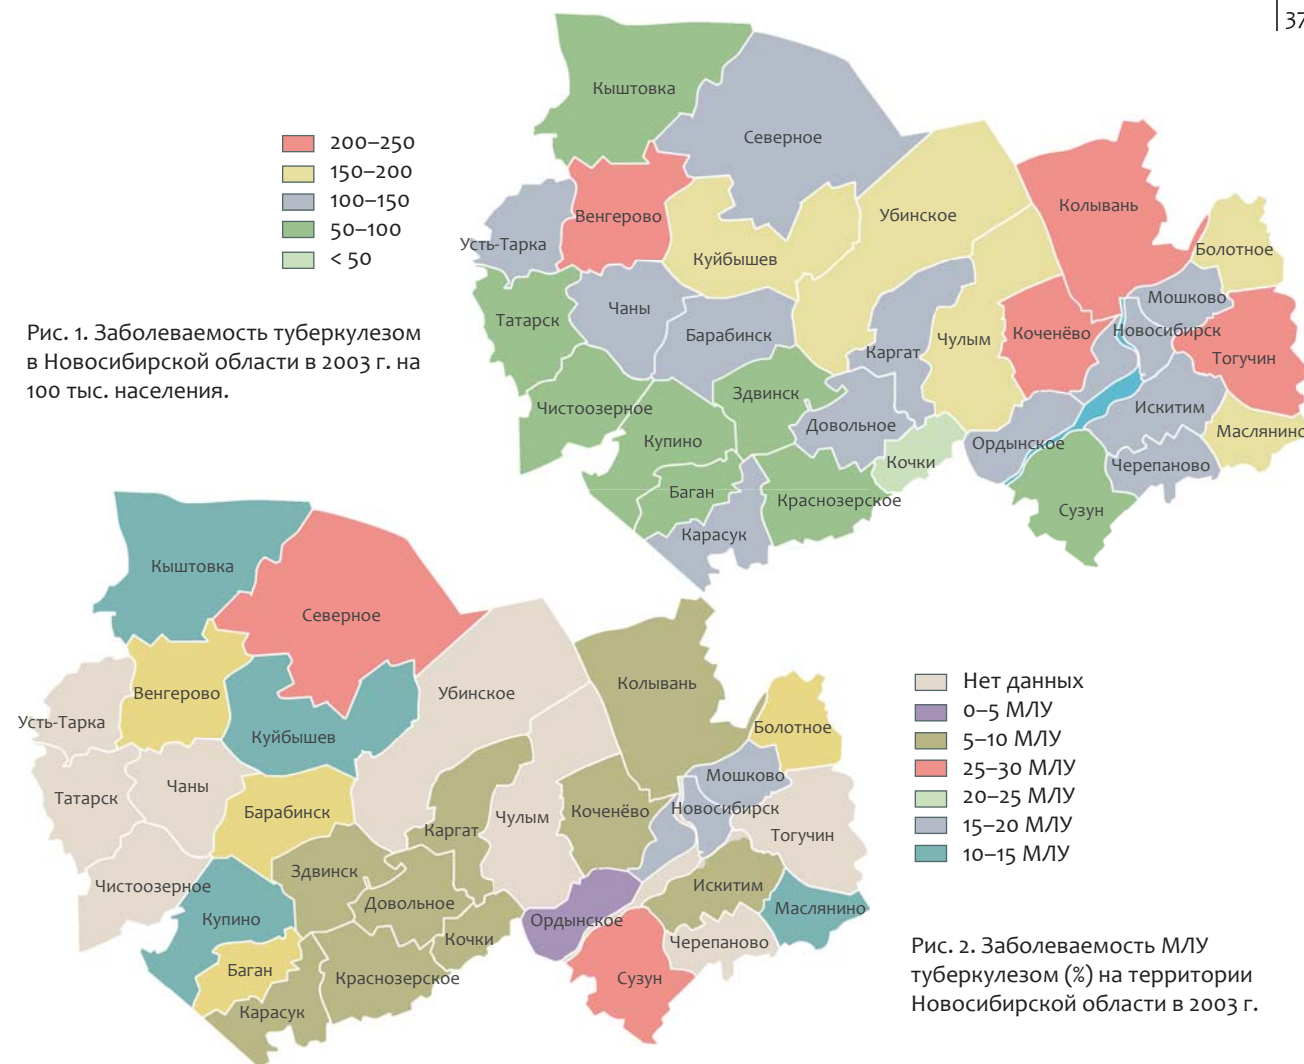 37
Кыштовка
Северное
200–250
150–200
100–150
50–100
< 50
Венгерово
Усть-Тарка
Куйбышев
Убинское
Колывань
Болотное
Татарск
Чаны
Барабинск
Каргат
Чулым
Коченёво
Мошково
Новосибирск
Тогучин
Рис. 1. Заболеваемость туберкулезом
в Новосибирской области в 2003 г. на
100 тыс. населения.
Чистоозерное
Здвинск
Купино
Довольное
Кочки
Ордынское
Искитим
Маслянино
Черепаново
Баган
Краснозерское
Карасук
Сузун
Кыштовка
Северное
Венгерово
Усть-Тарка
Куйбышев
Убинское
Колывань
Болотное
Татарск
Чаны
Барабинск
Каргат
Чулым
Коченёво
Мошково
Новосибирск
Тогучин
Чистоозерное
Здвинск
Купино
Довольное
Кочки
Ордынское
Искитим
Маслянино
Черепаново
Баган
Краснозерское
Карасук
Сузун
Нет данных
0–5 МЛУ
5–10 МЛУ
25–30 МЛУ
20–25 МЛУ
15–20 МЛУ
10–15 МЛУ
Рис. 2. Заболеваемость МЛУ
туберкулезом (%) на территории
Новосибирской области в 2003 г.